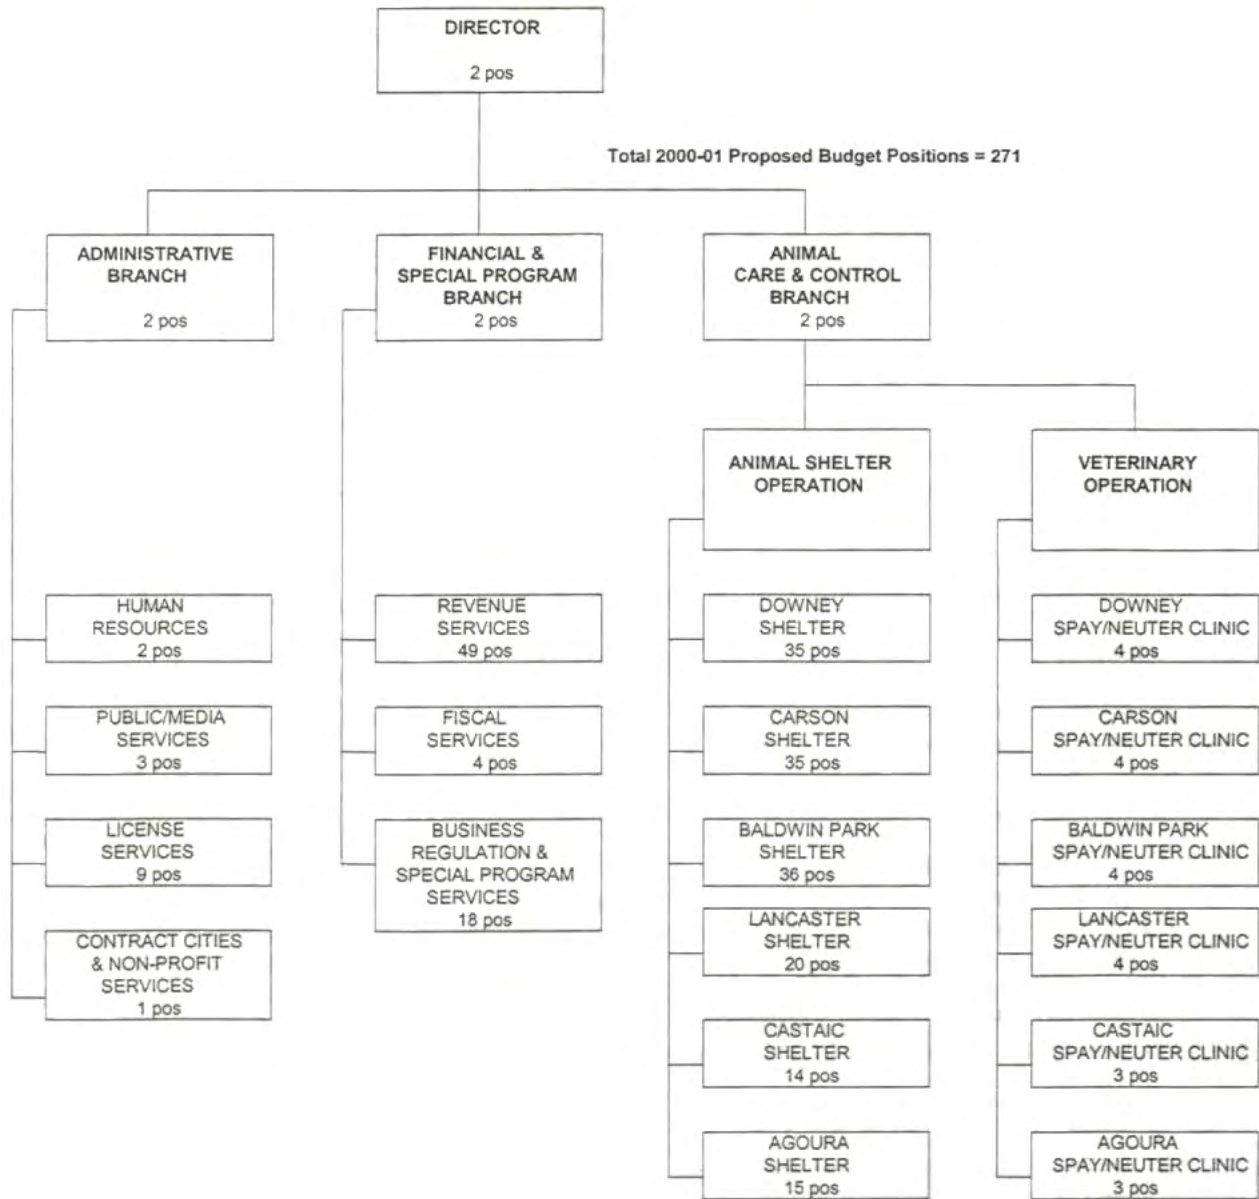 DIRECTOR
2 pos
Total 2000-01 Proposed Budget Positions = 271
ADMINISTRATIVE
BRANCH
2 pos
FINANCIAL &
SPECIAL PROGRAM
BRANCH
2 pos
ANIMAL
CARE & CONTROL
BRANCH
2 pos
ANIMAL SHELTER
OPERATION
VETERINARY
OPERATION
HUMAN
RESOURCES
2 pos
REVENUE
SERVICES
49 pos
DOWNEY
SHELTER
35 pos
DOWNEY
SPAY/NEUTER CLINIC
4 pos
PUBLIC/MEDIA
SERVICES
3 pos
FISCAL
SERVICES
4 pos
CARSON
SHELTER
35 pos
CARSON
SPAY/NEUTER CLINIC
4 pos
LICENSE
SERVICES
9 pos
BUSINESS
REGULATION &
SPECIAL PROGRAM
SERVICES
18 pos
BALDWIN PARK
SHELTER
36 pos
BALDWIN PARK
SPAY/NEUTER CLINIC
4 pos
CONTRACT CITIES
& NON-PROFIT
SERVICES
1 pos
LANCASTER
SHELTER
20 pos
LANCASTER
SPAY/NEUTER CLINIC
4 pos
CASTAIC
SHELTER
14 pos
CASTAIC
SPAY/NEUTER CLINIC
3 pos
AGOURA
SHELTER
15 pos
AGOURA
SPAY/NEUTER CLINIC
3 pos